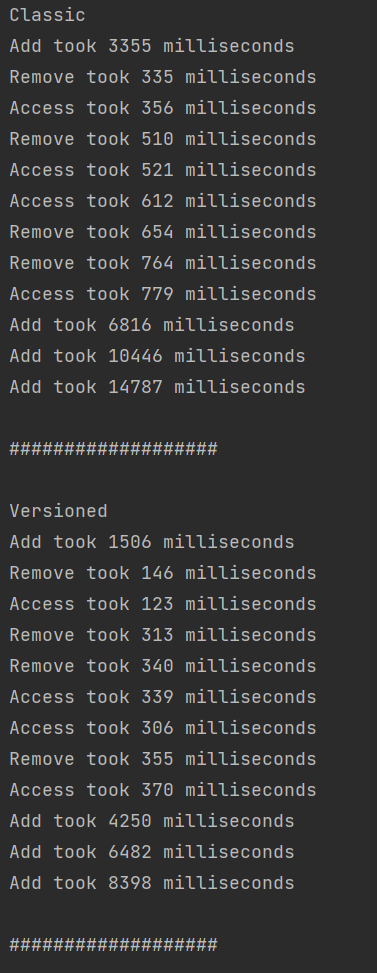 Classic
Add took 3355 milliseconds
Remove took 335 milliseconds
Access took 356 milliseconds
Remove took 510 milliseconds
Access took 521 milliseconds
Access took 612 milliseconds
Remove took 654 milliseconds
Remove took 764 milliseconds
Access took 779 milliseconds
Add took 6816 milliseconds
Add took 10446 milliseconds
Add took 14787 milliseconds
###################
Versioned
Add took 1506 milliseconds
Remove took 146 milliseconds
Access took 123 milliseconds
Remove took 313 milliseconds
Remove took 340 milliseconds
Access took 339 milliseconds
Access took 306 milliseconds
Remove took 355 milliseconds
Access took 370 milliseconds
Add took 4250 milliseconds
Add took 6482 milliseconds
Add took 8398 milliseconds
###################